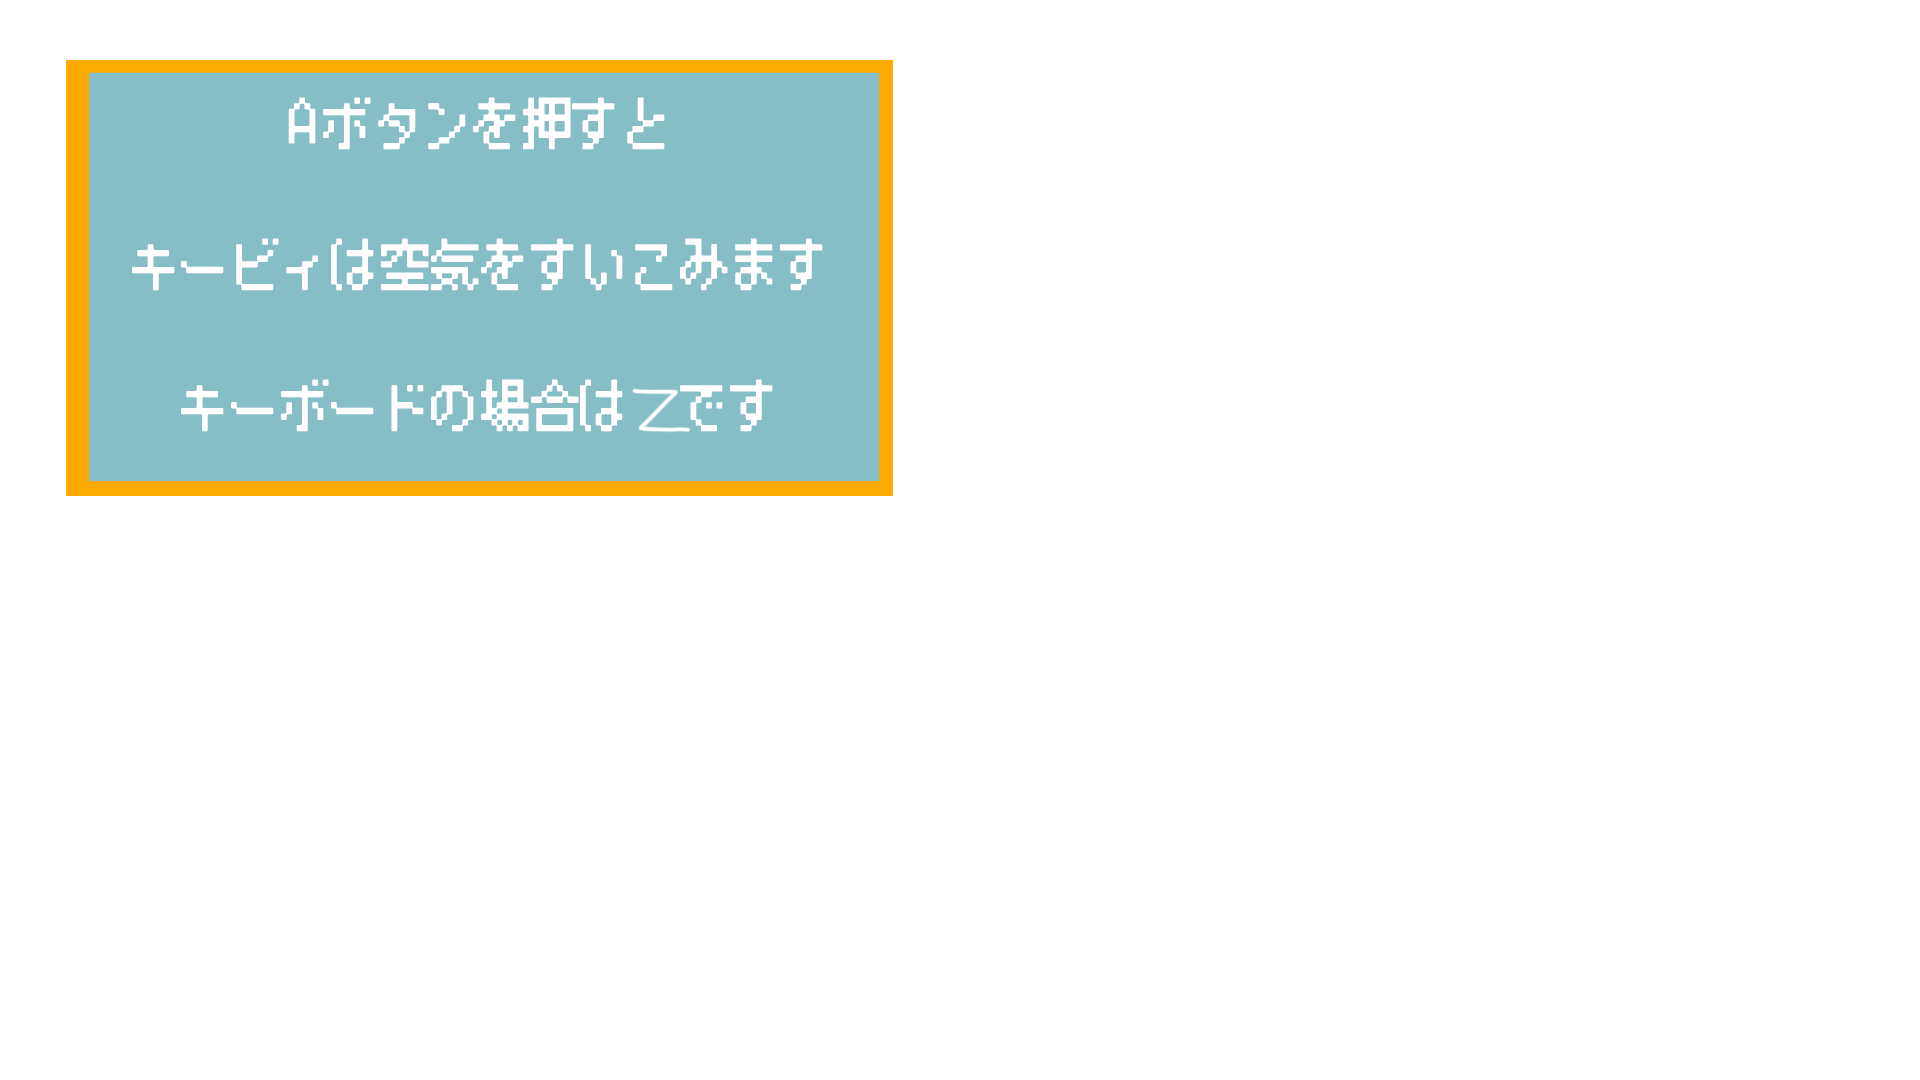 Aボタンを押すと
キービィは空気をすいこみます
キーボードの場合はZです